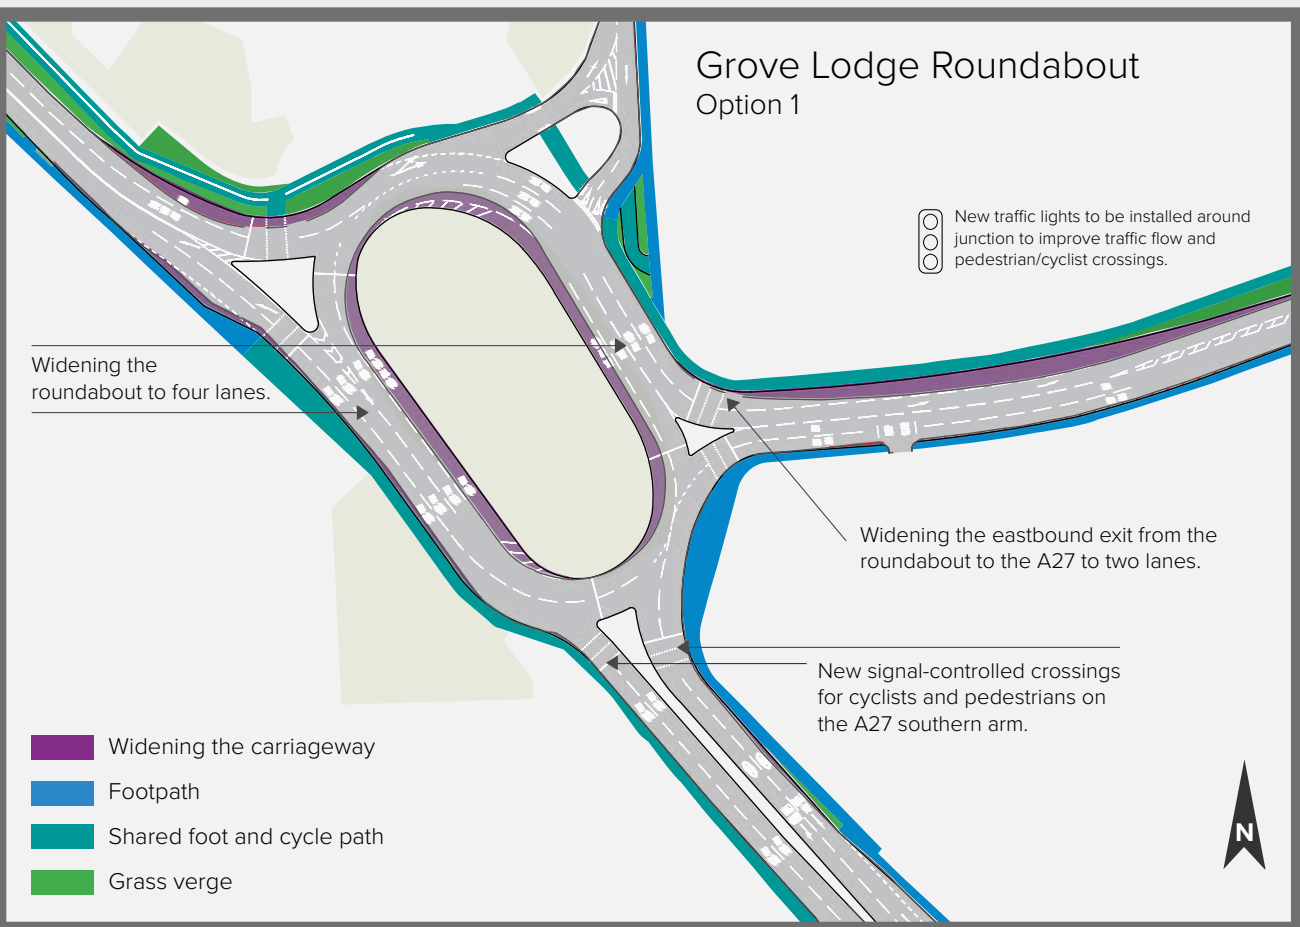 Grove Lodge Roundabout
Option 1
New traffic lights to be installed around
junction to improve traffic flow and
pedestrian/cyclist crossings.
Widening the
roundabout to four lanes.
Widening the eastbound exit from the
roundabout to the A27 to two lanes.
New signal-controlled crossings
for cyclists and pedestrians on
the A27 southern arm.
Widening the carriageway
Footpath
Shared foot and cycle path
Grass verge
N